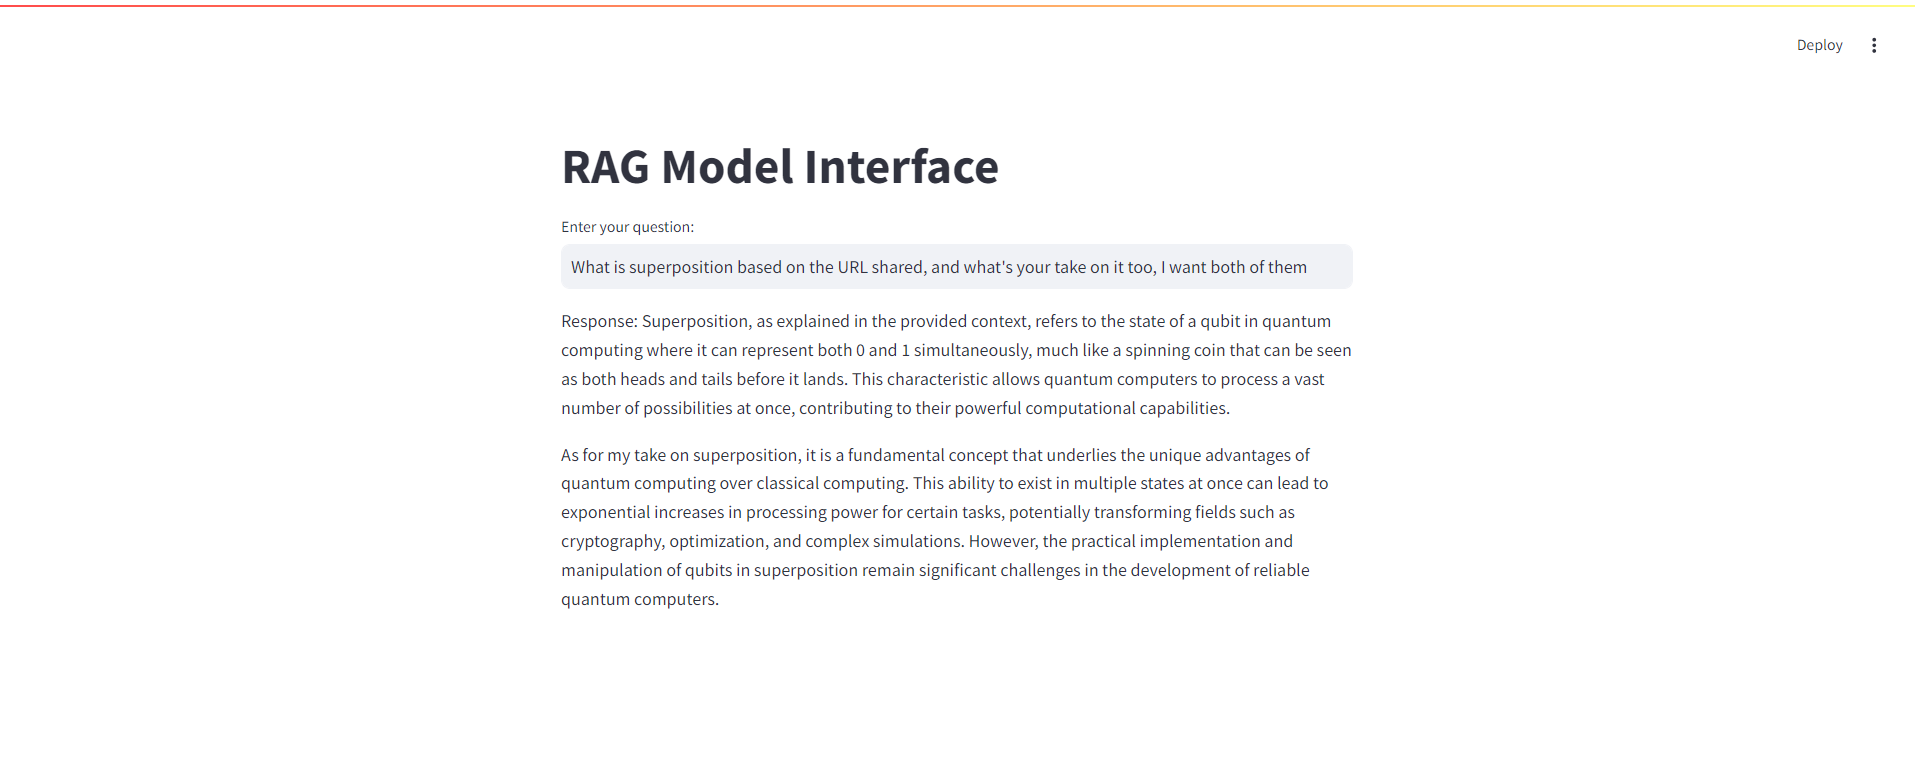 Deploy
RAG Model Interface
Enter your question:
What is superposition based on the URL shared, and what's your take on it too, I want both of them
Response: Superposition, as explained in the provided context, refers to the state of a qubit in quantum
computing where it can represent both 0 and 1 simultaneously, much like a spinning coin that can be seen
as both heads and tails before it lands. This characteristic allows quantum computers to process a vast
number of possibilities at once, contributing to their powerful computational capabilities.
As for my take on superposition, it is a fundamental concept that underlies the unique advantages of
quantum computing over classical computing. This ability to exist in multiple states at once can lead to
exponential increases in processing power for certain tasks, potentially transforming fields such as
cryptography, optimization, and complex simulations. However, the practical implementation and
manipulation of qubits in superposition remain significant challenges in the development of reliable
quantum computers.